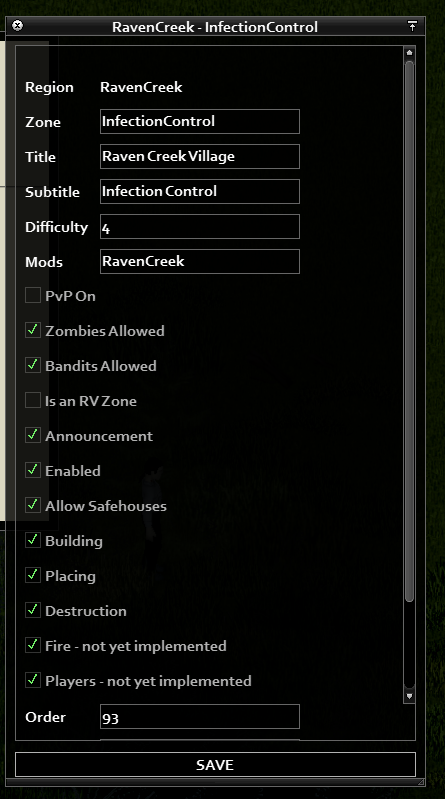 RavenCreek - InfectionControl
Region RavenCreek
Zone InfectionControl
Title Raven Creek Village
Subtitle Infection Control
Difficulty 4
Mods RavenCreek
PvP On
Zombies Allowed
Bandits Allowed
Is an RV Zone
Announcement
Enabled
Allow Safehouses
Building
Placing
Destruction
Fire - not yet implemented
Players - not yet implemented
Order 93
SAVE